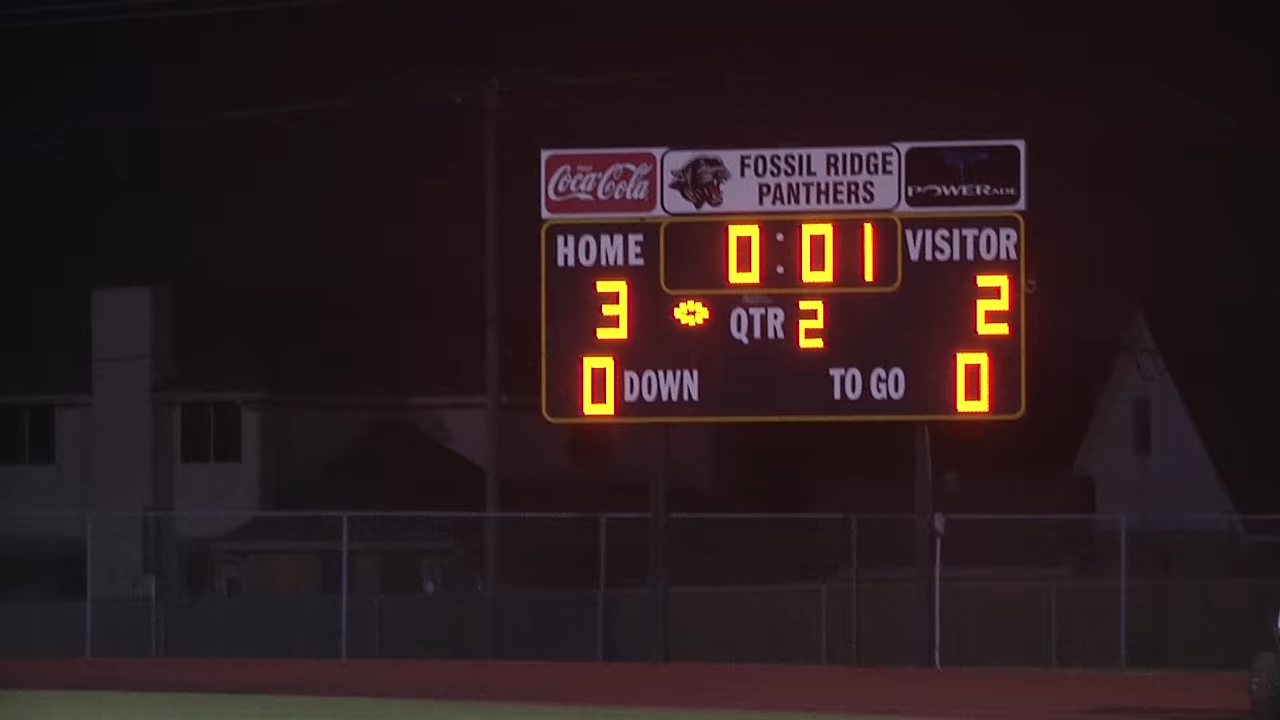 Coca-Cola
FOSSIL RIDGE
PANTHERS
POWERADE
HOME
0:01
VISITOR
3
QTR 2
2
0 DOWN
TO GO 0